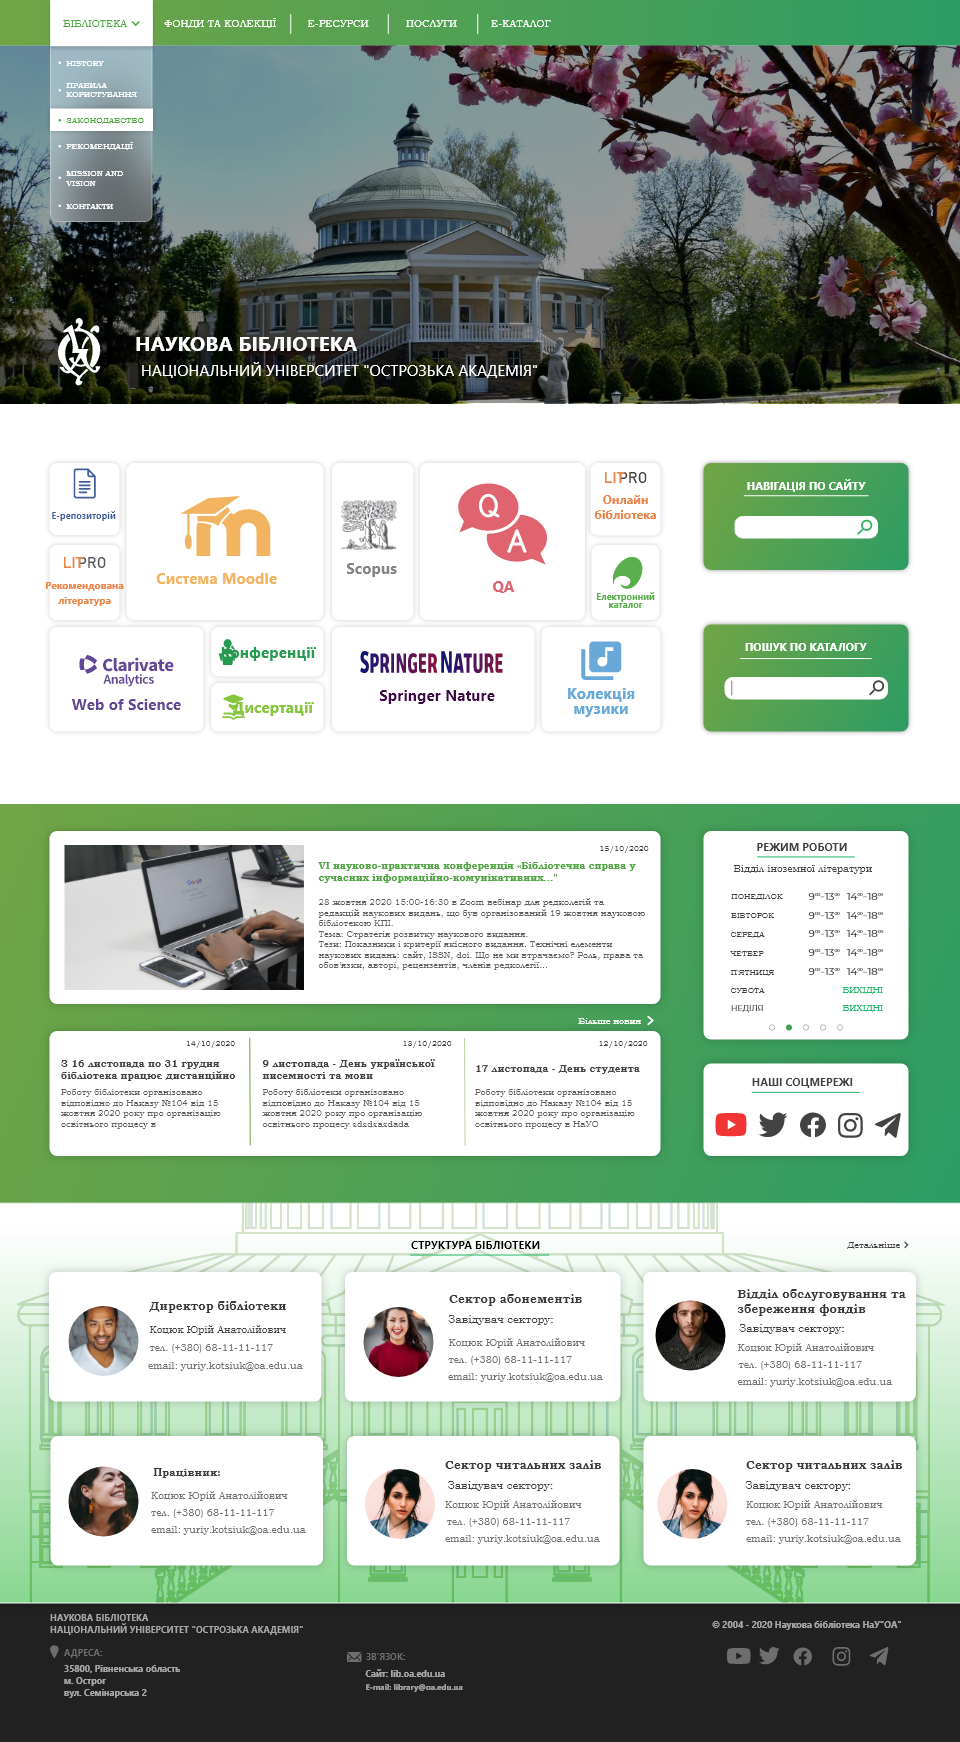 БІБЛІОТЕКА
ФОНДИ ТА КОЛЕКЦІЇ
Е-РЕСУРСИ
ПОСЛУГИ
Е-КАТАЛОГ
HISTORY
ПРАВИЛА
КОРИСТУВАННЯ
ЗАКОНОДАВСТВО
РЕКОМЕНДАЦІЇ
MISSION AND
VISION
КОНТАКТИ
НАУКОВА БІБЛІОТЕКА
НАЦІОНАЛЬНИЙ УНІВЕРСИТЕТ "ОСТРОЗЬКА АКАДЕМІЯ"
Е-репозиторій
LITPRO
Рекомендована
література
Система Moodle
Scopus
Q
A
QA
LITPRO
Онлайн
бібліотека
Електронний
каталог
Clarivate
Analytics
Web of Science
Конференції
Дисертації
SPRINGER NATURE
Springer Nature
Колекція
музики
НАВІГАЦІЯ ПО САЙТУ
ПОШУК ПО КАТАЛОГУ
15/10/2020
VI науково-практична конференція «Бібліотечна справа у
сучасних інформаційно-комунікативних..."
28 жовтня 2020 15:00-16:30 в Zoom вебінар для редколегій та
редакцій наукових видань, що був організований 19 жовтня науковою
бібліотекою КПІ.
Тема: Стратегія розвитку наукового видання.
Тези: Показники і критерії якісного видання. Технічні елементи
наукових видань: сайт, ISSN, doi. Що не ми втрачаємо? Роль, права та
обов'язки, авторі, рецензентів, членів редколегії...
Більше новин
14/10/2020
З 16 листопада по 31 грудня
бібліотека працює дистанційно
Роботу бібліотеки організовано
відповідно до Наказу №104 від 15
жовтня 2020 року про організацію
освітнього процесу в
13/10/2020
9 листопада - День української
писемності та мови
Роботу бібліотеки організовано
відповідно до Наказу №104 від 15
жовтня 2020 року про організацію
освітнього процесу sdsdsasdada
12/10/2020
17 листопада - День студента
Роботу бібліотеки організовано
відповідно до Наказу №104 від 15
жовтня 2020 року про організацію
освітнього процесу в НаУО
РЕЖИМ РОБОТИ
Відділ іноземної літератури
ПОНЕДІЛОК 9⁰⁰-13⁰⁰ 14⁰⁰-18⁰⁰
ВІВТОРОК 9⁰⁰-13⁰⁰ 14⁰⁰-18⁰⁰
СЕРЕДА 9⁰⁰-13⁰⁰ 14⁰⁰-18⁰⁰
ЧЕТВЕР 9⁰⁰-13⁰⁰ 14⁰⁰-18⁰⁰
П'ЯТНИЦЯ 9⁰⁰-13⁰⁰ 14⁰⁰-18⁰⁰
СУБОТА ВИХІДНІ
НЕДІЛЯ ВИХІДНІ
НАШІ СОЦМЕРЕЖІ
СТРУКТУРА БІБЛІОТЕКИ
Детальніше
Директор бібліотеки
Коцюк Юрій Анатолійович
тел. (+380) 68-11-11-117
email: yuriy.kotsiuk@oa.edu.ua
Сектор абонементів
Завідувач сектору:
Коцюк Юрій Анатолійович
тел. (+380) 68-11-11-117
email: yuriy.kotsiuk@oa.edu.ua
Відділ обслуговування та
збереження фондів
Завідувач сектору:
Коцюк Юрій Анатолійович
тел. (+380) 68-11-11-117
email: yuriy.kotsiuk@oa.edu.ua
Працівник:
Коцюк Юрій Анатолійович
тел. (+380) 68-11-11-117
email: yuriy.kotsiuk@oa.edu.ua
Сектор читальних залів
Завідувач сектору:
Коцюк Юрій Анатолійович
тел. (+380) 68-11-11-117
email: yuriy.kotsiuk@oa.edu.ua
Сектор читальних залів
Завідувач сектору:
Коцюк Юрій Анатолійович
тел. (+380) 68-11-11-117
email: yuriy.kotsiuk@oa.edu.ua
НАУКОВА БІБЛІОТЕКА
НАЦІОНАЛЬНИЙ УНІВЕРСИТЕТ "ОСТРОЗЬКА АКАДЕМІЯ"
АДРЕСА:
35800, Рівненська область
м. Острог
вул. Семінарська 2
ЗВ'ЯЗОК:
Сайт: lib.oa.edu.ua
E-mail: library@oa.edu.ua
© 2004 - 2020 Наукова бібліотека НаУ"ОА"